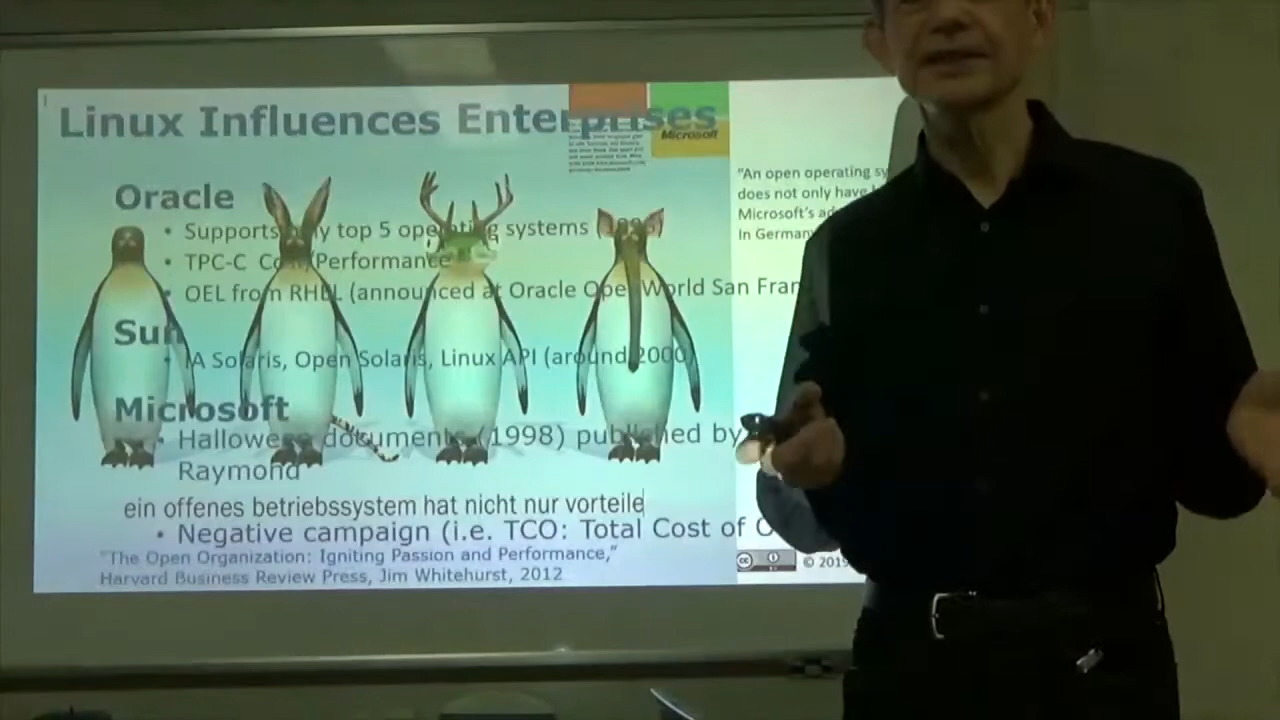 Linux Influences Enterprises
Microsoft
Oracle
• Supports only top 5 operating systems (1998)
• TPC-C Cost/Performance
• OEL from RHEL (announced at Oracle Open World San Fran
Sun
• IA Solaris, Open Solaris, Linux API (around 2000)
Microsoft
• Halloween documents (1998) published by
Raymond
ein offenes betriebssystem hat nicht nur vorteile
• Negative campaign (i.e. TCO: Total Cost of O
"The Open Organization: Igniting Passion and Performance,"
Harvard Business Review Press, Jim Whitehurst, 2012
"An open operating sy
does not only have
Microsoft's ad
In German
cc
© 2019